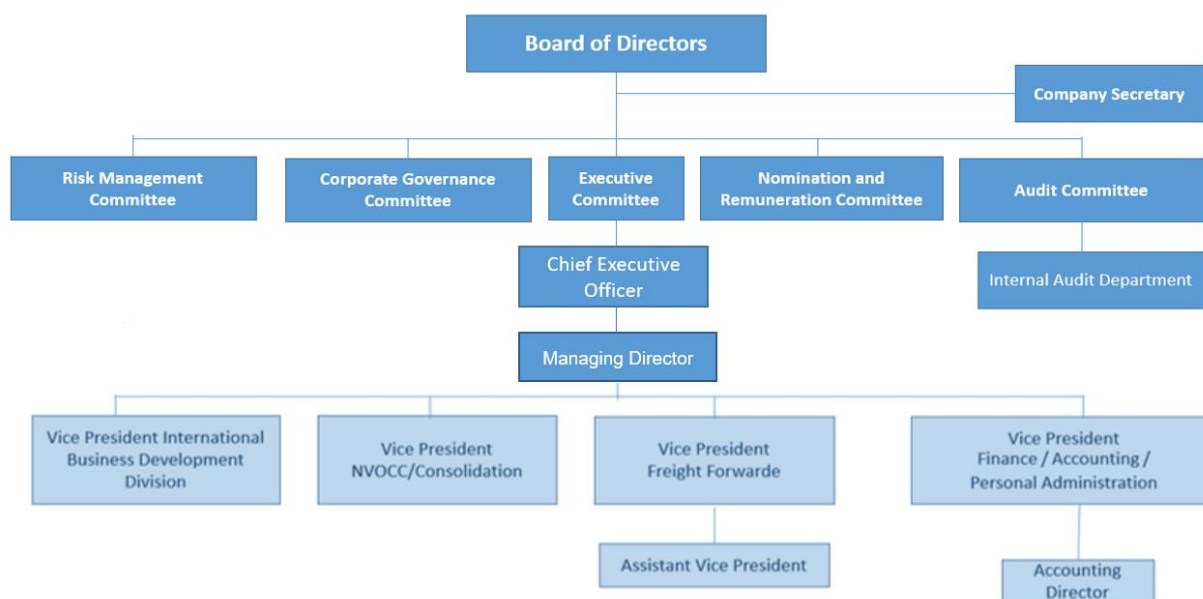 Board of Directors
Company Secretary
Risk Management
Committee
Corporate Governance
Committee
Executive
Committee
Nomination and
Remuneration Committee
Audit Committee
Chief Executive
Officer
Internal Audit Department
Managing Director
Vice President International
Business Development
Division
Vice President
NVOCC/Consolidation
Vice President
Freight Forwarde
Vice President
Finance / Accounting /
Personal Administration
Assistant Vice President
Accounting
Director